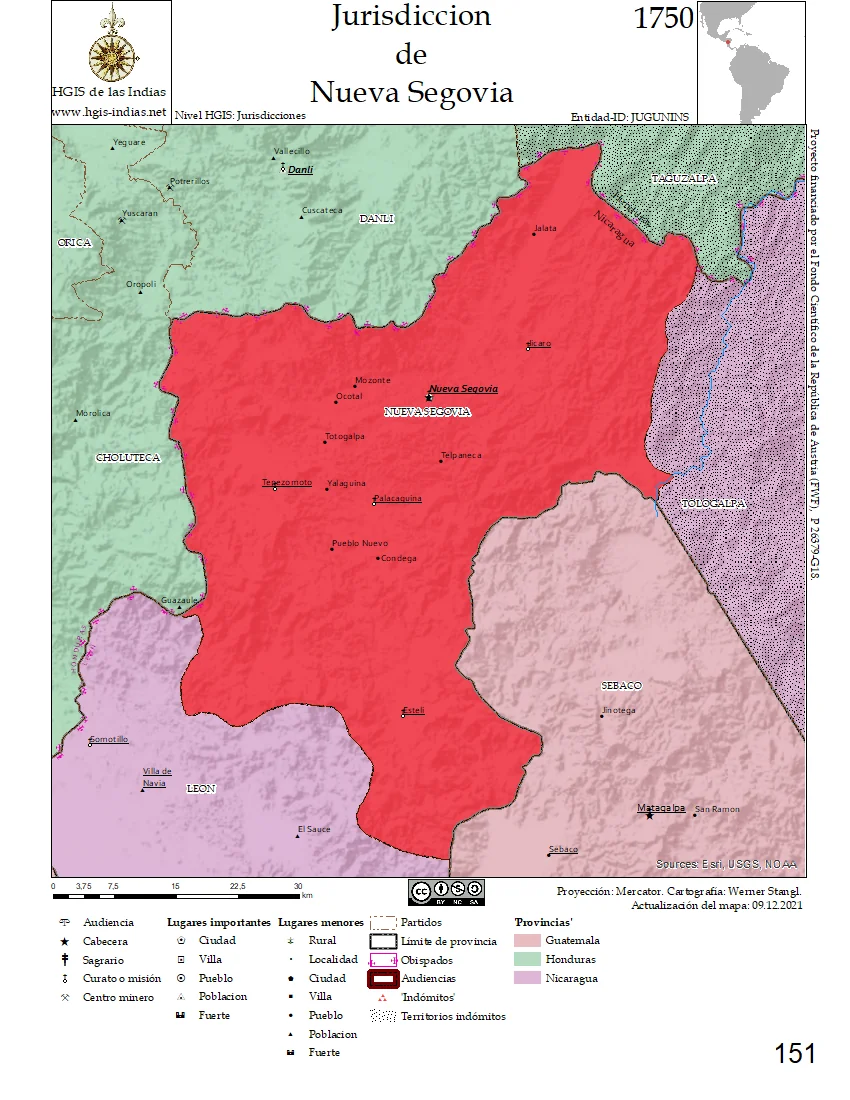 Jurisdiccion
de
Nueva Segovia
1750
HGIS de las Indias
www.hgis-indias.net
Nivel HGIS: Jurisdicciones
Entidad-ID: JUGUNINS
Proyecto financiado por el Fondo Científico de la República de Austria (FWF), P 26379-G18.
Yeguare
Vallecillo
Danli
Potrerillos
TAGUZALPA
Yuscaran
Cuscateca
DANLI
Nicaragua
Jalata
ORICA
Oropoli
Jicaro
Mozonte
Nueva Segovia
Ocotal
NUEVA SEGOVIA
Morolica
Totogalpa
CHOLUTECA
Telpaneca
Tepezomoto
Yalaguina
Palacaguina
TOLOGALPA
Pueblo Nuevo
Condega
Guazaule
HONDURAS
SEBACO
Esteli
Jinotega
Somotillo
Villa de
Navia
LEON
Matagalpa
San Ramon
El Sauce
Sebaco
Sources: Esri, USGS, NOAA
0 3,75 7,5 15 22,5 30
km
CC BY NC SA
Proyección: Mercator. Cartografía: Werner Stangl.
Actualización del mapa: 09.12.2021
Audiencia
Cabecera
Sagrario
Curato o misión
Centro minero
Lugares importantes
Ciudad
Villa
Pueblo
Poblacion
Fuerte
Lugares menores
Rural
Localidad
Ciudad
Villa
Pueblo
Poblacion
Fuerte
Partidos
Límite de provincia
Obispados
Audiencias
'Indómitos'
Territorios indómitos
'Provincias'
Guatemala
Honduras
Nicaragua
151